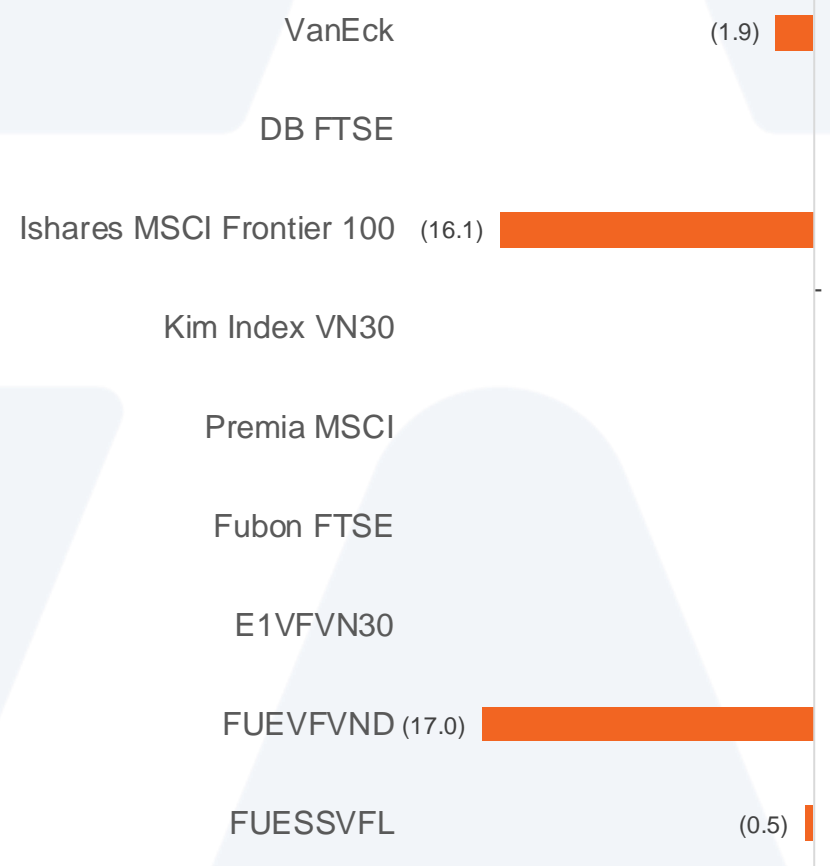 VanEck (1.9)
DB FTSE
Ishares MSCI Frontier 100 (16.1)
-
Kim Index VN30
Premia MSCI
Fubon FTSE
E1VFVN30
FUEVFVND (17.0)
FUESSVFL (0.5)